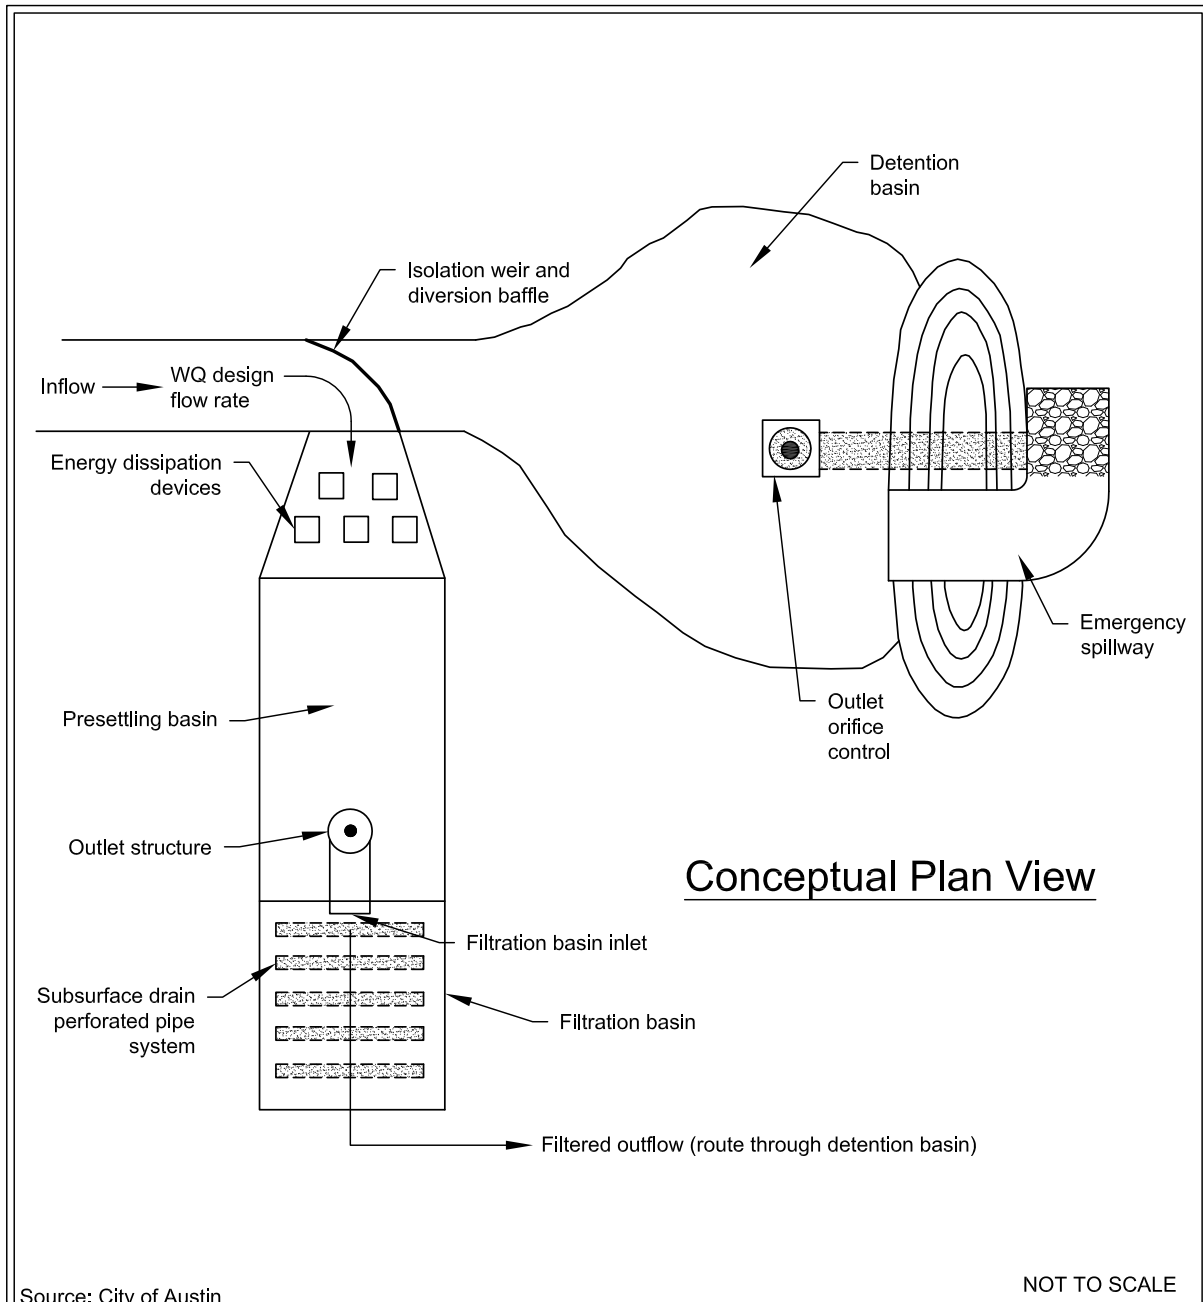 Detention
basin
Isolation weir and
diversion baffle
Inflow
WQ design
flow rate
Energy dissipation
devices
Emergency
spillway
Presettling basin
Outlet
orifice
control
Outlet structure
Conceptual Plan View
Filtration basin inlet
Subsurface drain
perforated pipe
system
Filtration basin
Filtered outflow (route through detention basin)
NOT TO SCALE
Source: City of Austin